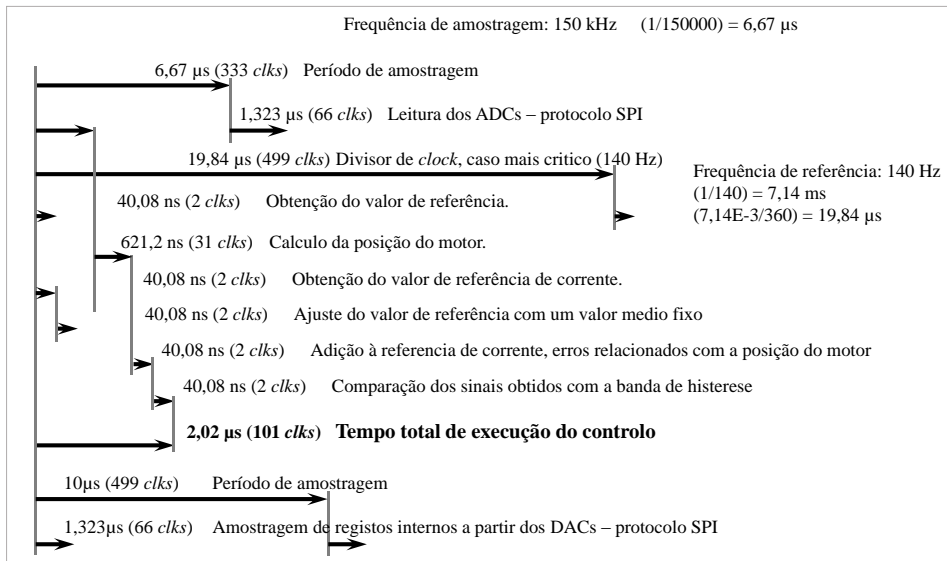 Frequência de amostragem: 150 kHz (1/150000) = 6,67 µs
6,67 µs (333 clks) Período de amostragem
1,323 µs (66 clks) Leitura dos ADCs – protocolo SPI
19,84 µs (499 clks) Divisor de clock, caso mais critico (140 Hz)
Frequência de referência: 140 Hz
(1/140) = 7,14 ms
(7,14E-3/360) = 19,84 µs
40,08 ns (2 clks) Obtenção do valor de referência.
621,2 ns (31 clks) Calculo da posição do motor.
40,08 ns (2 clks) Obtenção do valor de referência de corrente.
40,08 ns (2 clks) Ajuste do valor de referência com um valor medio fixo
40,08 ns (2 clks) Adição à referencia de corrente, erros relacionados com a posição do motor
40,08 ns (2 clks) Comparação dos sinais obtidos com a banda de histerese
2,02 µs (101 clks) Tempo total de execução do controlo
10µs (499 clks) Período de amostragem
1,323µs (66 clks) Amostragem de registos internos a partir dos DACs – protocolo SPI